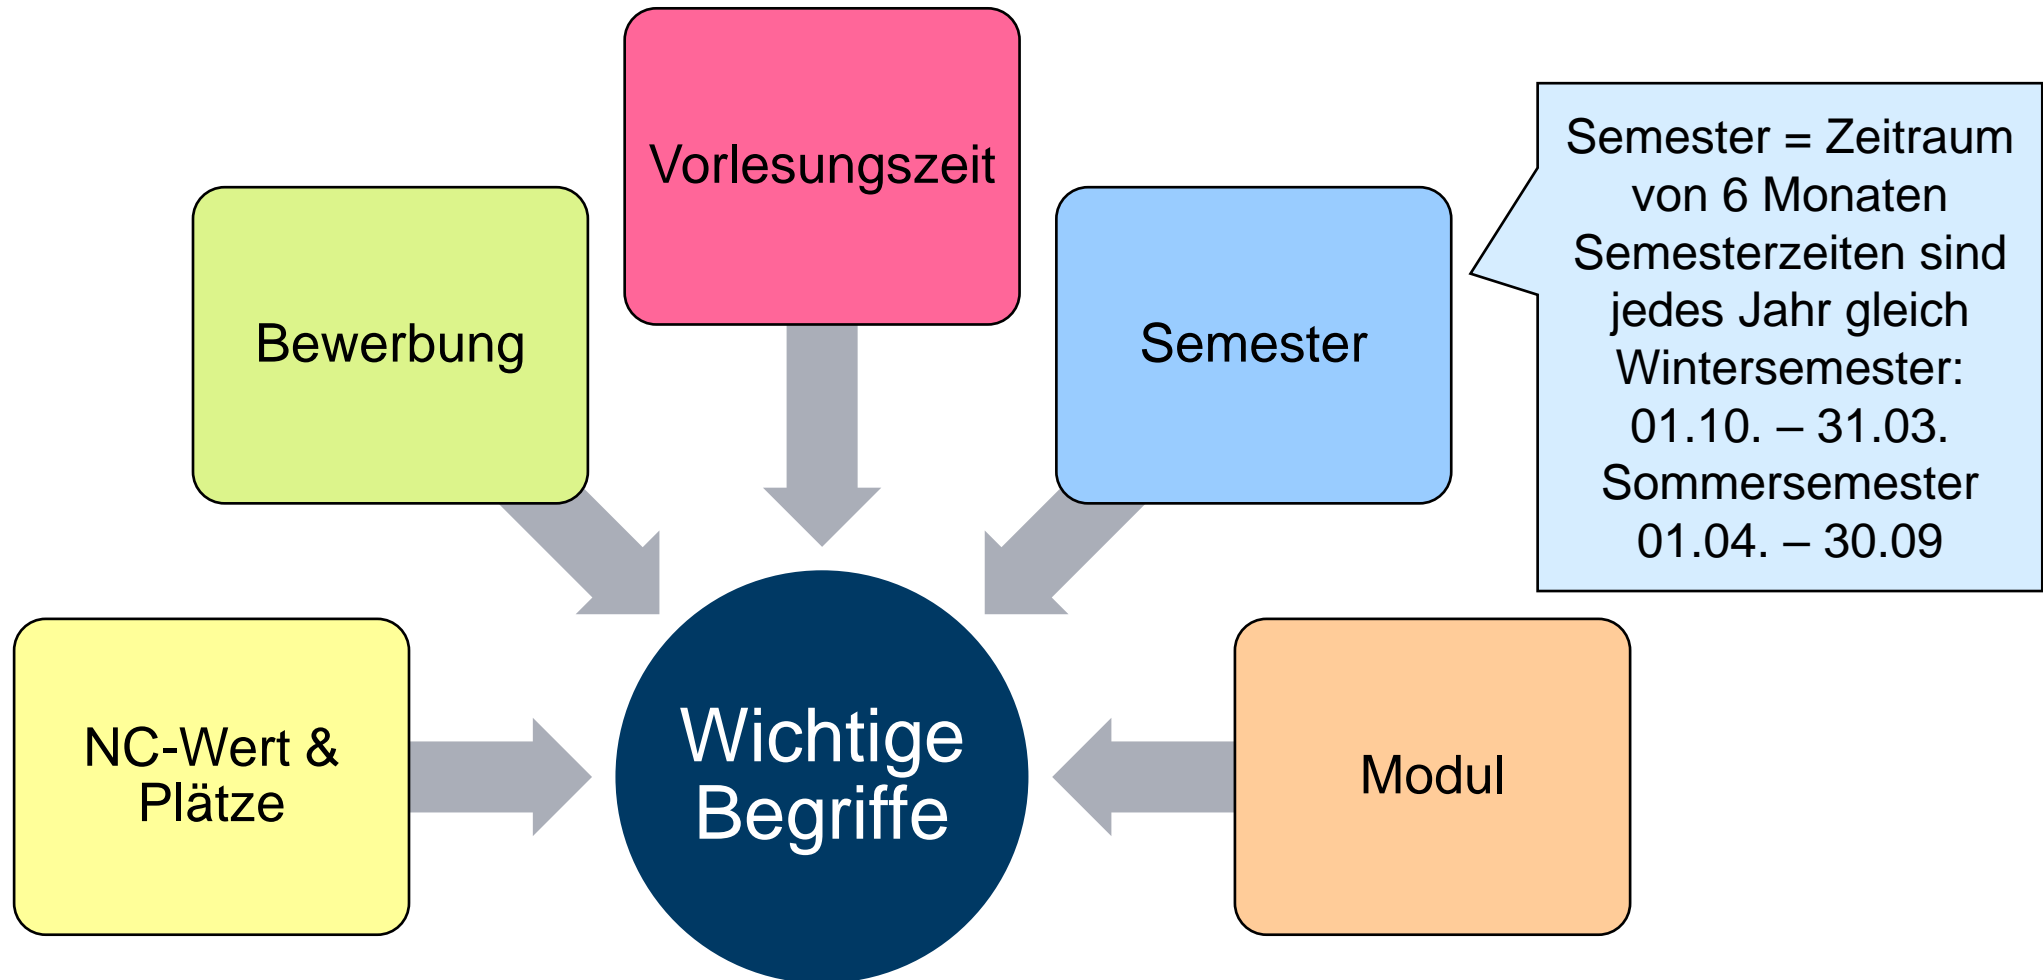 Vorlesungszeit
Bewerbung
Semester
Semester = Zeitraum
von 6 Monaten
Semesterzeiten sind
jedes Jahr gleich
Wintersemester:
01.10. – 31.03.
Sommersemester
01.04. – 30.09
NC-Wert &
Plätze
Wichtige
Begriffe
Modul